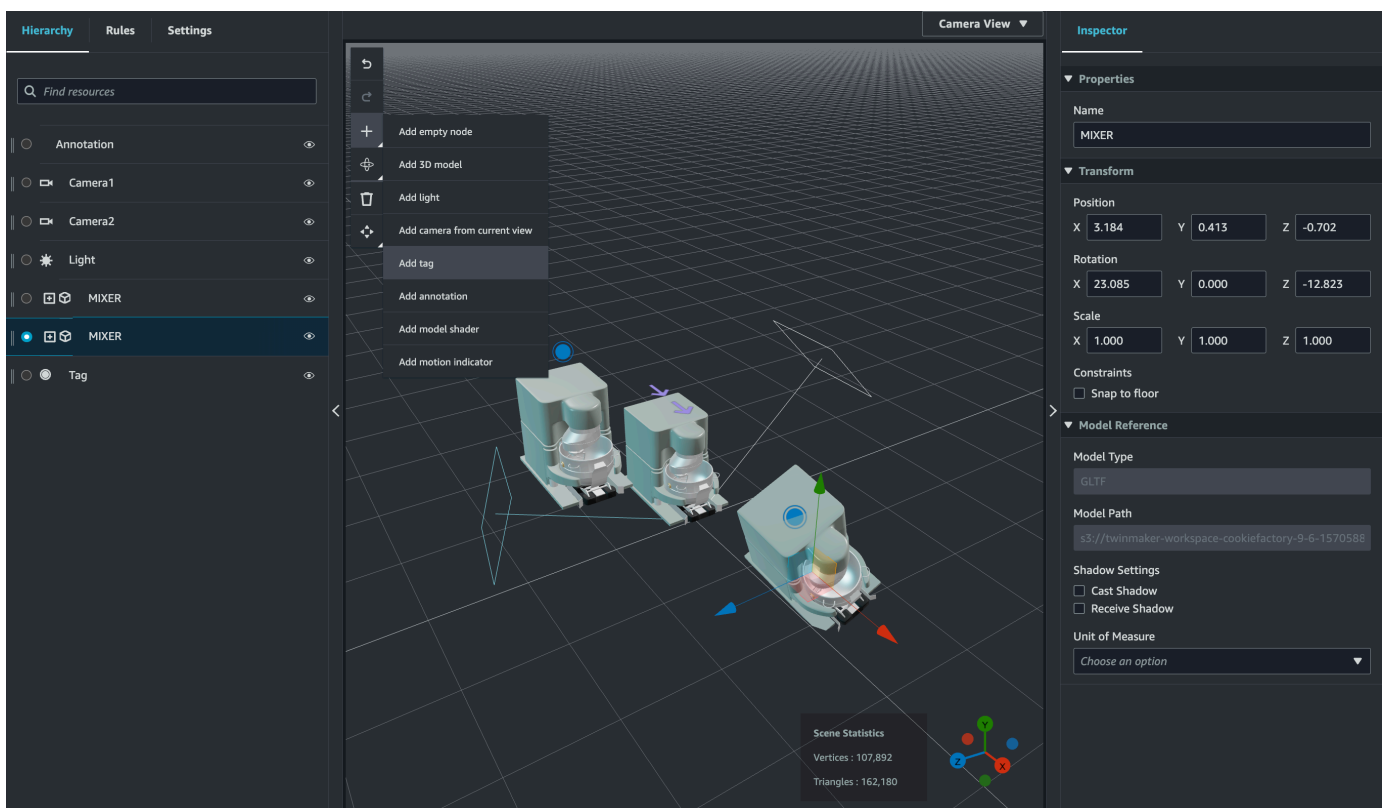 Hierarchy Rules Settings
Find resources
Annotation
Camera1
Camera2
Light
MIXER
MIXER
Tag
Camera View
Add empty node
Add 3D model
Add light
Add camera from current view
Add tag
Add annotation
Add model shader
Add motion indicator
Scene Statistics
Vertices : 107,892
Triangles : 162,180
Y
Z
X
Inspector
Properties
Name
MIXER
Transform
Position
X 3.184 Y 0.413 Z -0.702
Rotation
X 23.085 Y 0.000 Z -12.823
Scale
X 1.000 Y 1.000 Z 1.000
Constraints
Snap to floor
Model Reference
Model Type
GLTF
Model Path
s3://twinmaker-workspace-cookiefactory-9-6-1570588
Shadow Settings
Cast Shadow
Receive Shadow
Unit of Measure
Choose an option